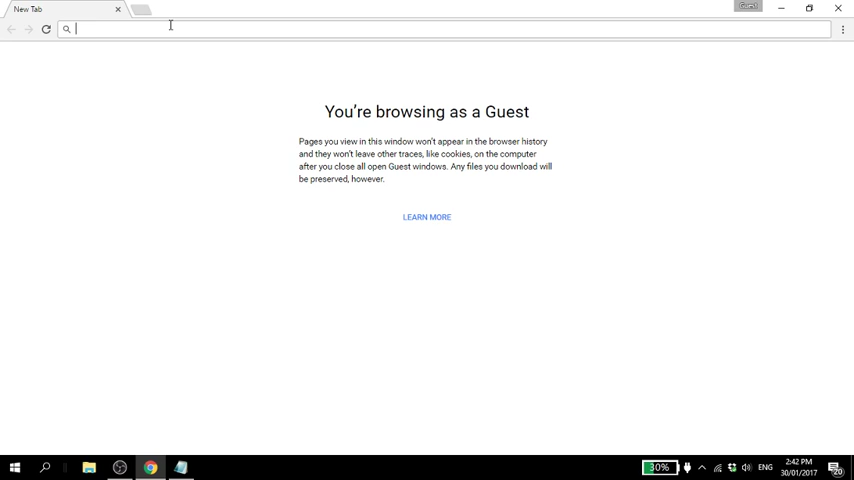 New Tab
Guest
You're browsing as a Guest
Pages you view in this window won't appear in the browser history
and they won't leave other traces, like cookies, on the computer
after you close all open Guest windows. Any files you download will
be preserved, however.
LEARN MORE
30%
ENG
2:42 PM
30/01/2017
20